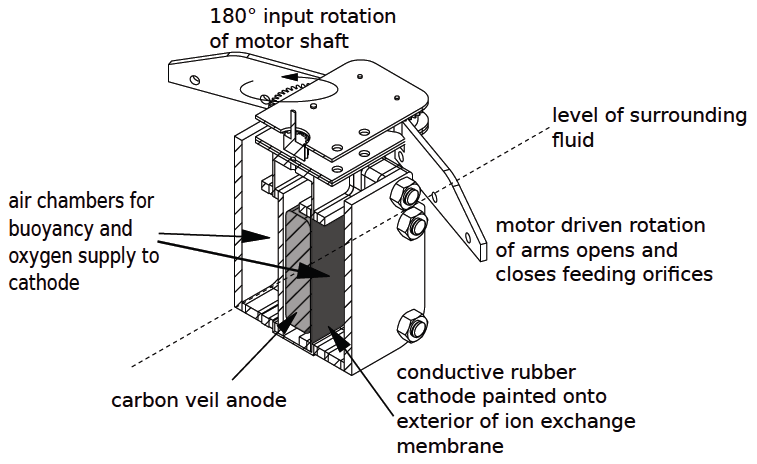 180° input rotation
of motor shaft
level of surrounding
fluid
air chambers for
buoyancy and
oxygen supply to
cathode
motor driven rotation
of arms opens and
closes feeding orifices
carbon veil anode
conductive rubber
cathode painted onto
exterior of ion exchange
membrane